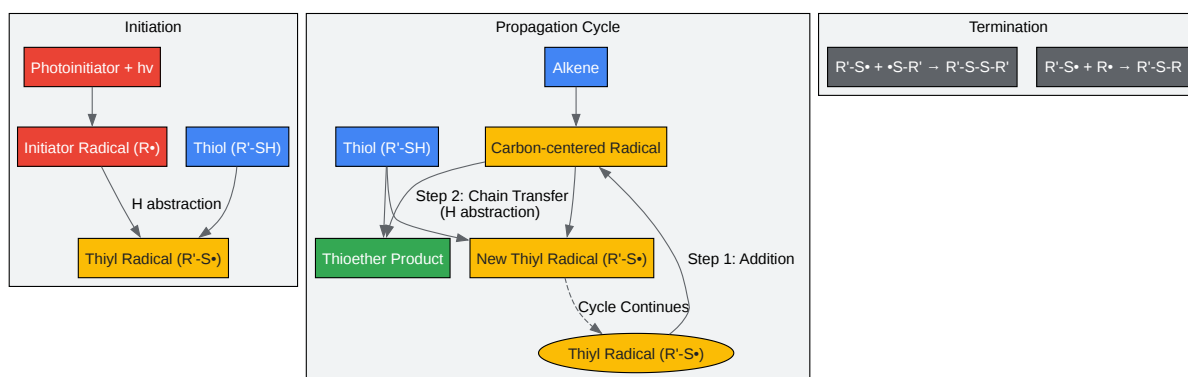 Initiation
Photoinitiator + hv
Initiator Radical (R•)
Thiol (R'-SH)
H abstraction
Thiyl Radical (R'-S•)
Propagation Cycle
Alkene
Thiol (R'-SH)
Carbon-centered Radical
Step 2: Chain Transfer
(H abstraction)
Thioether Product
New Thiyl Radical (R'-S•)
Step 1: Addition
Cycle Continues
Thiyl Radical (R'-S•)
Termination
R'-S• + •S-R' → R'-S-S-R'
R'-S• + R• → R'-S-R